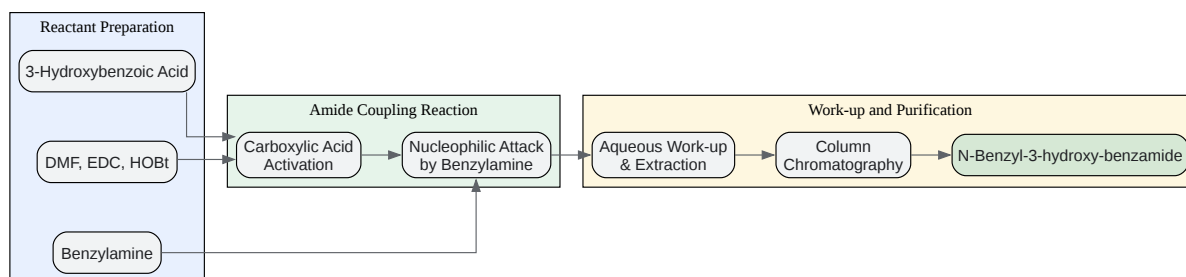 Reactant Preparation
3-Hydroxybenzoic Acid
DMF, EDC, HOBt
Benzylamine
Amide Coupling Reaction
Carboxylic Acid
Activation
Nucleophilic Attack
by Benzylamine
Work-up and Purification
Aqueous Work-up
& Extraction
Column
Chromatography
N-Benzyl-3-hydroxy-benzamide